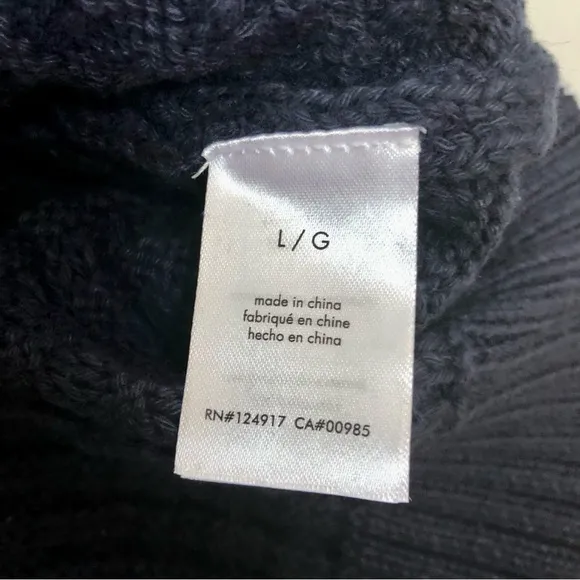 L / G
made in china
fabriqué en chine
hecho en china
RN#124917 CA#00985